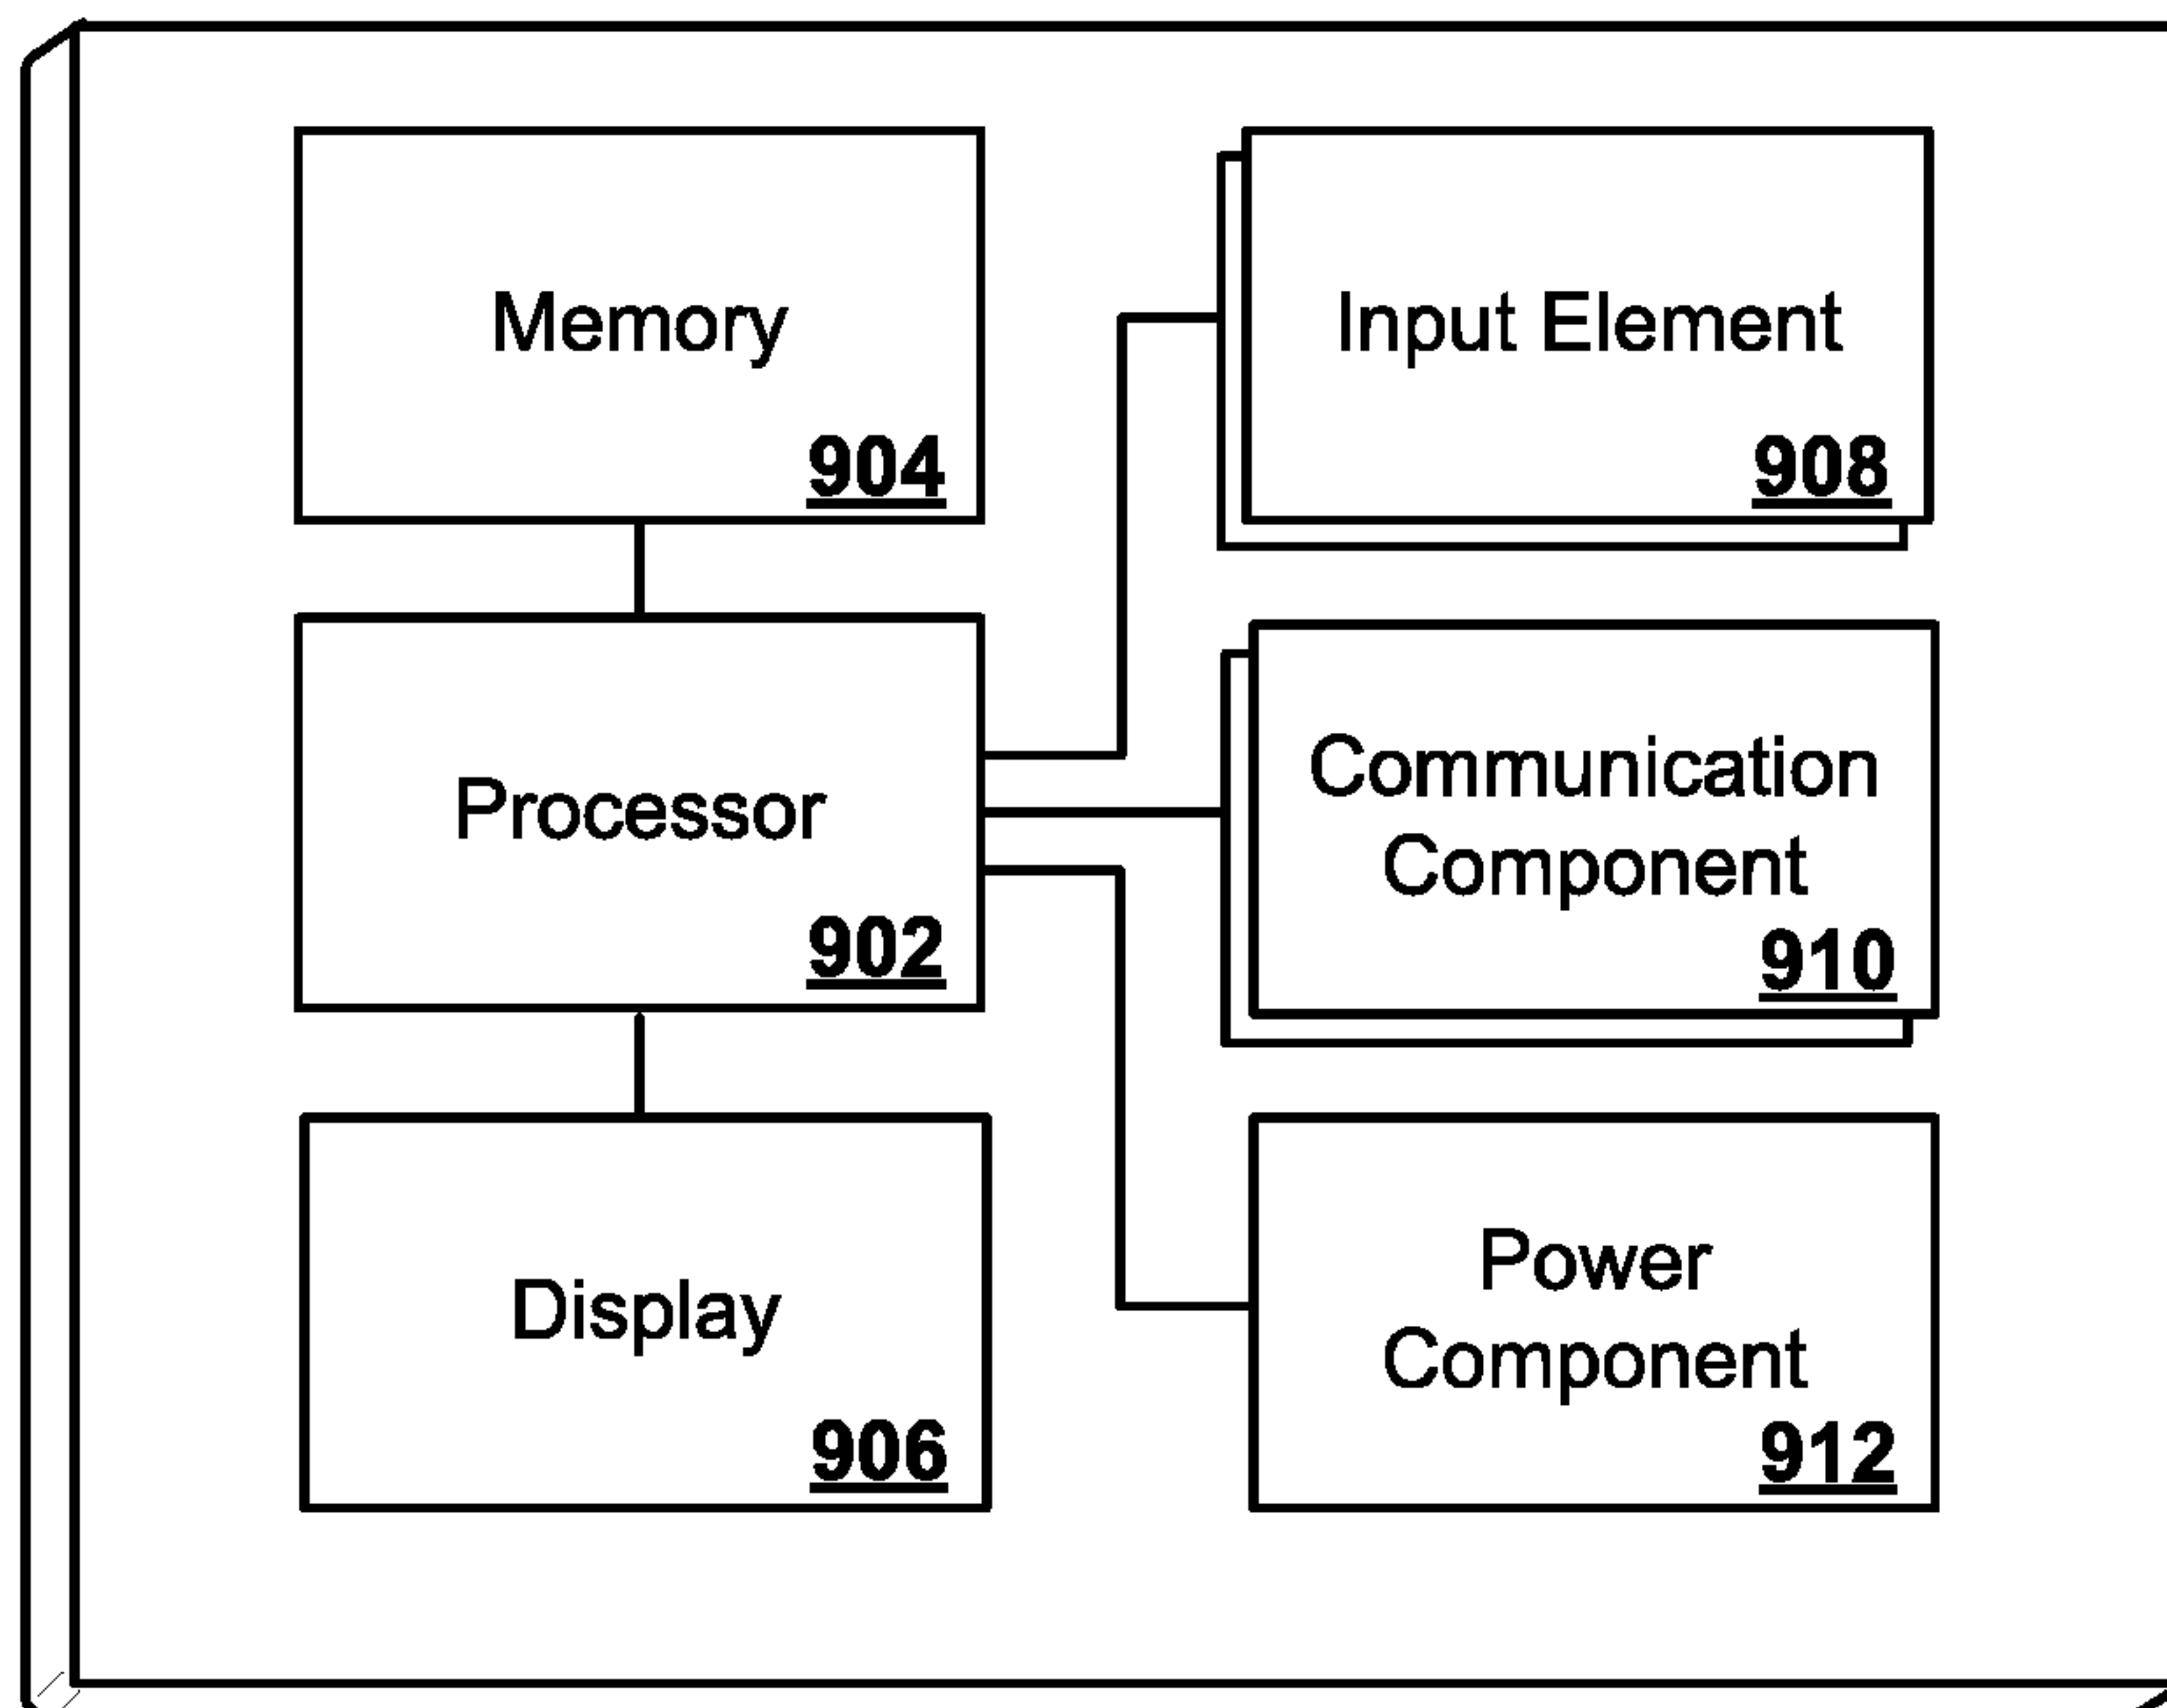 Memory
904
Input Element
908
Processor
902
Communication
Component
910
Display
906
Power
Component
912